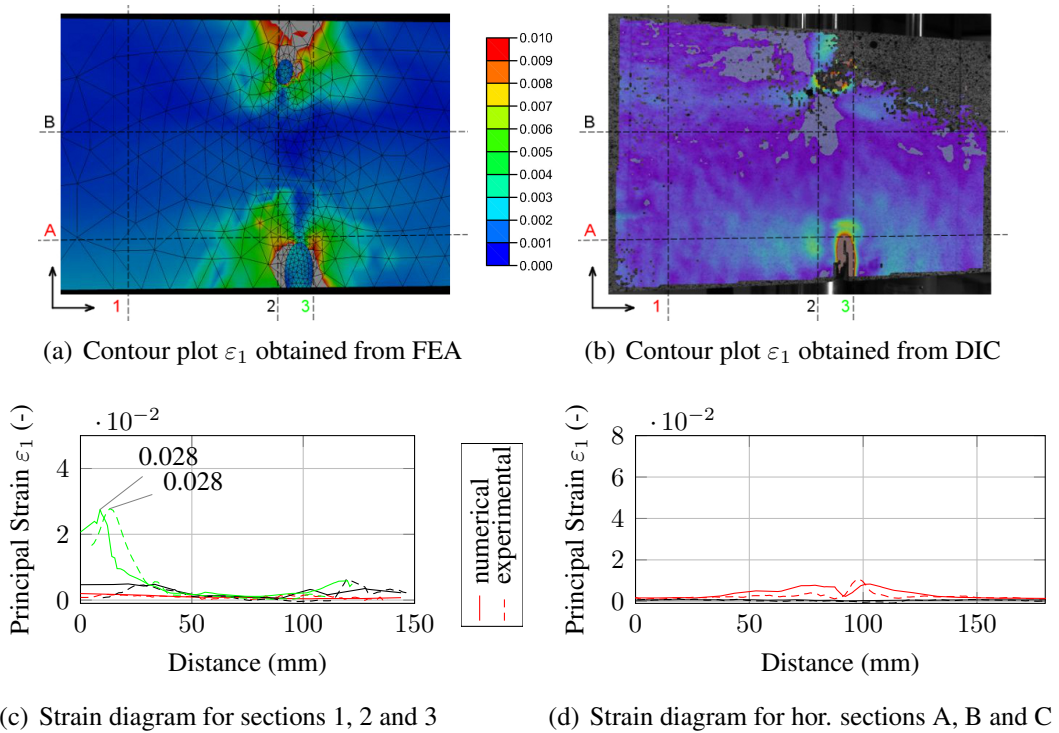 0.010
0.009
0.008
0.007
0.006
0.005
0.004
0.003
0.002
0.001
0.000
B
A
1
2
3
B
A
1
2
3
(a) Contour plot ε₁ obtained from FEA
(b) Contour plot ε₁ obtained from DIC
Principal Strain ε₁ (-)
·10⁻²
4
2
0
0.028
0.028
0
50
100
150
Distance (mm)
numerical
experimental
Principal Strain ε₁ (-)
·10⁻²
8
6
4
2
0
0
50
100
150
Distance (mm)
(c) Strain diagram for sections 1, 2 and 3
(d) Strain diagram for hor. sections A, B and C